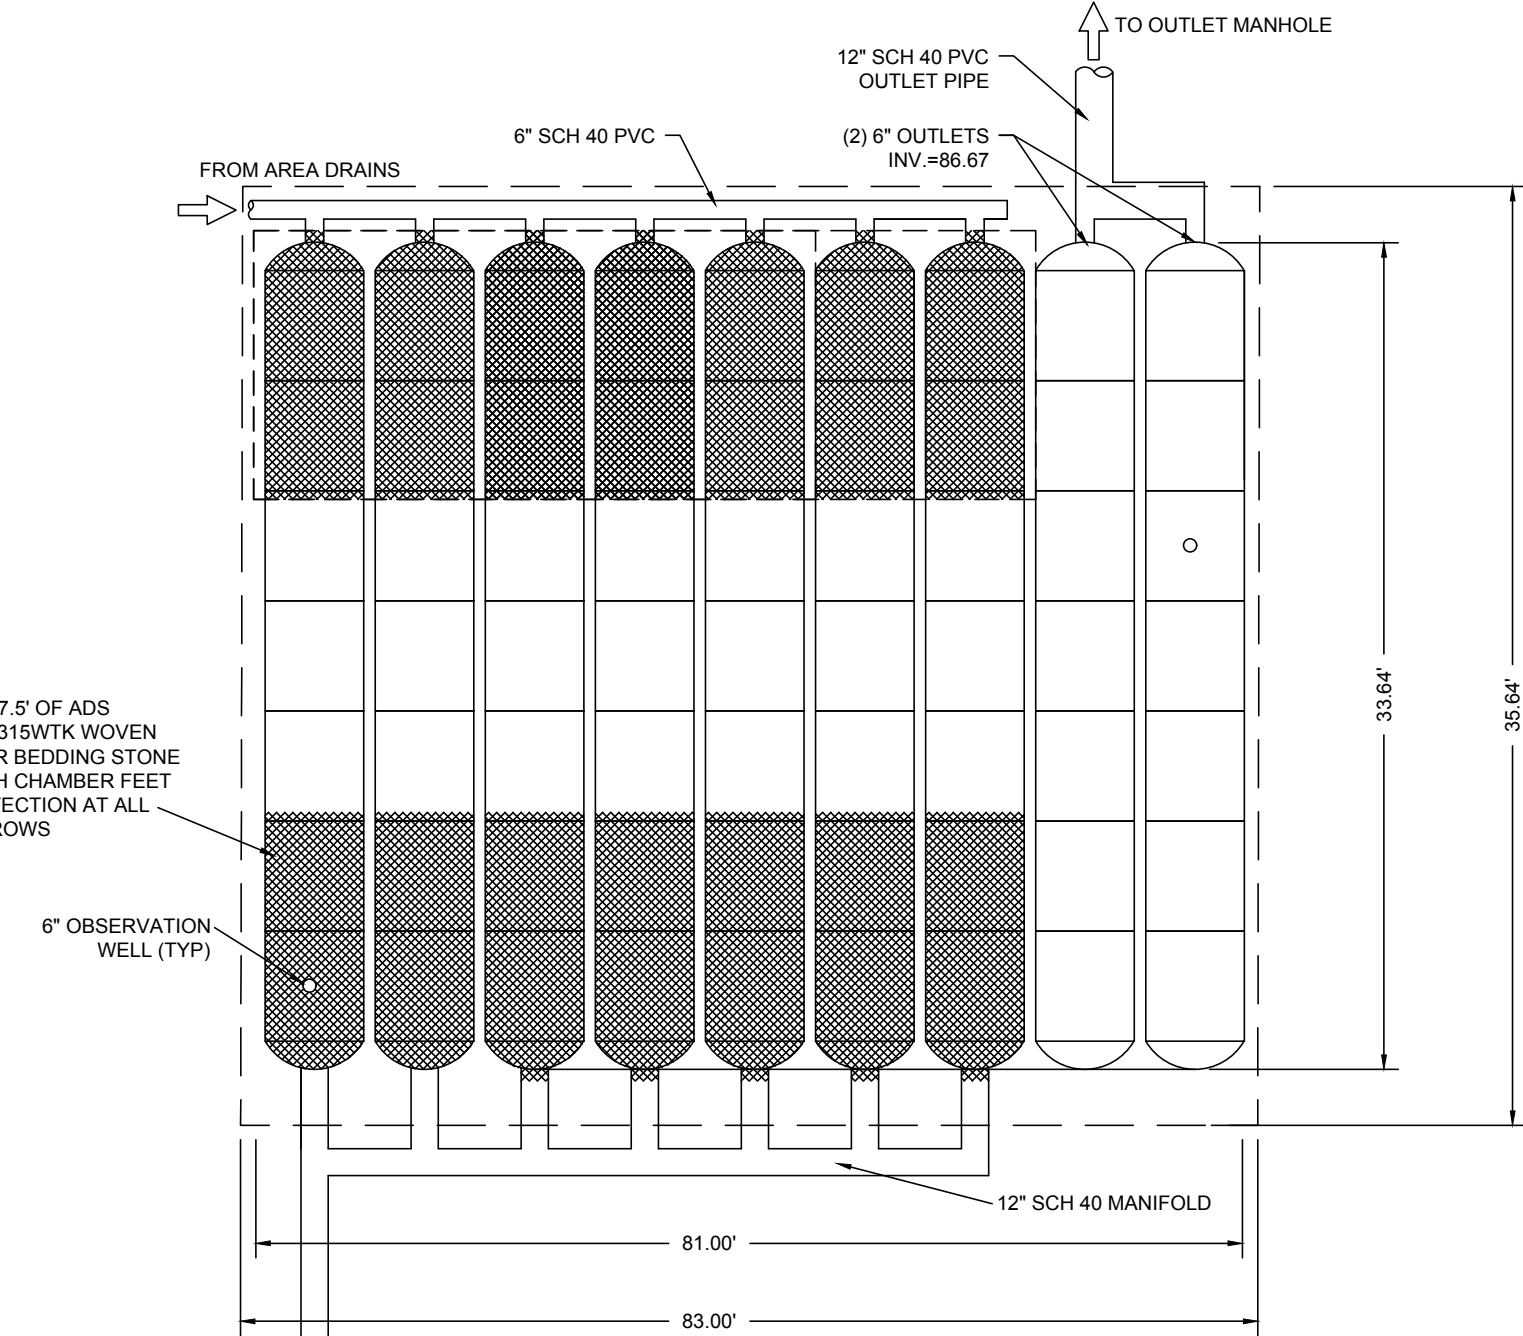 TO OUTLET MANHOLE
12" SCH 40 PVC
OUTLET PIPE
6" SCH 40 PVC
(2) 6" OUTLETS
INV.=86.67
FROM AREA DRAINS
7.5' OF ADS
315WTK WOVEN
R BEDDING STONE
H CHAMBER FEET
TECTION AT ALL
ROWS
6" OBSERVATION
WELL (TYP)
33.64'
35.64'
12" SCH 40 MANIFOLD
81.00'
83.00'